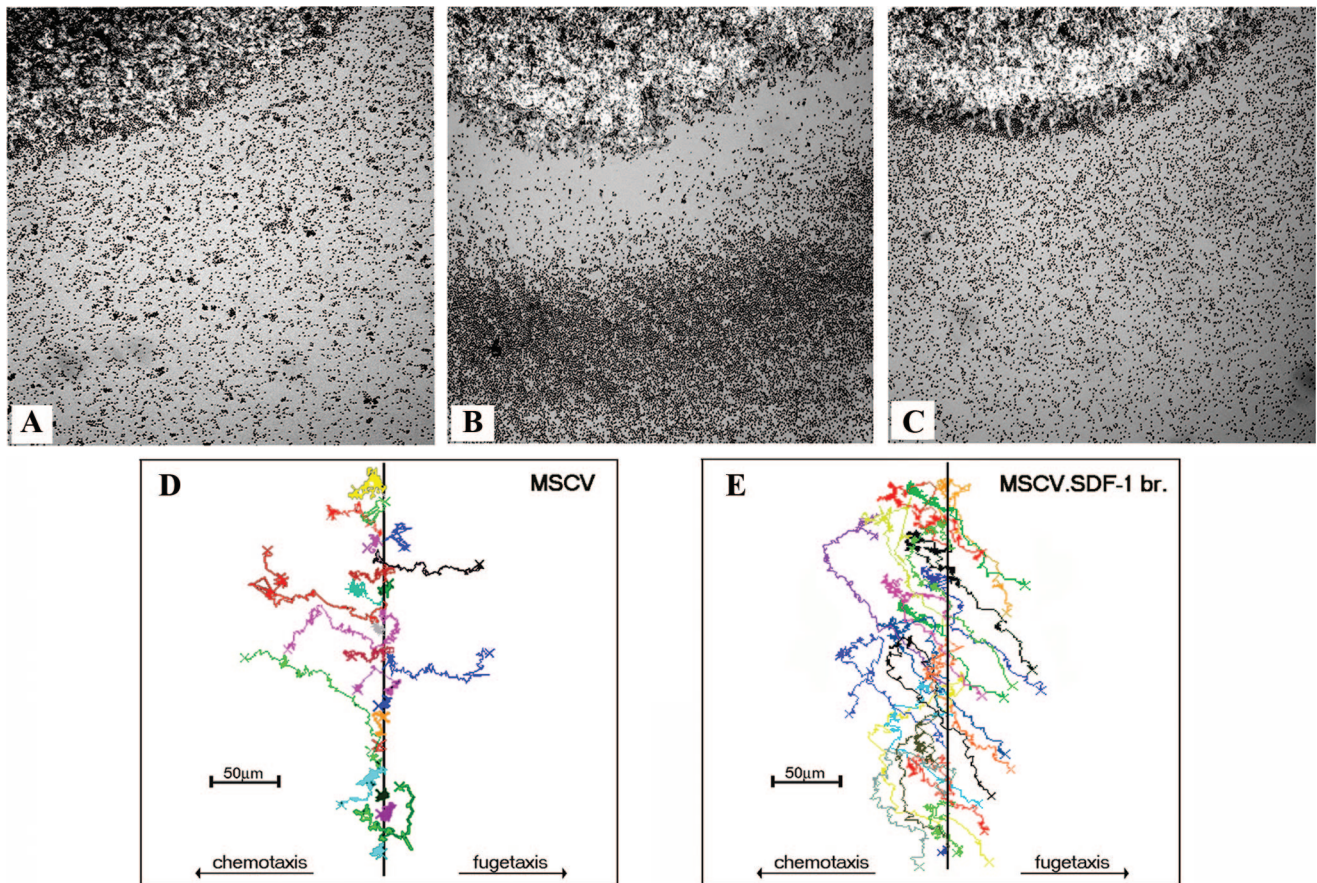 A
B
C
D
MSCV
50μm
chemotaxis
fugetaxis
E
MSCV.SDF-1 br.
50μm
chemotaxis
fugetaxis